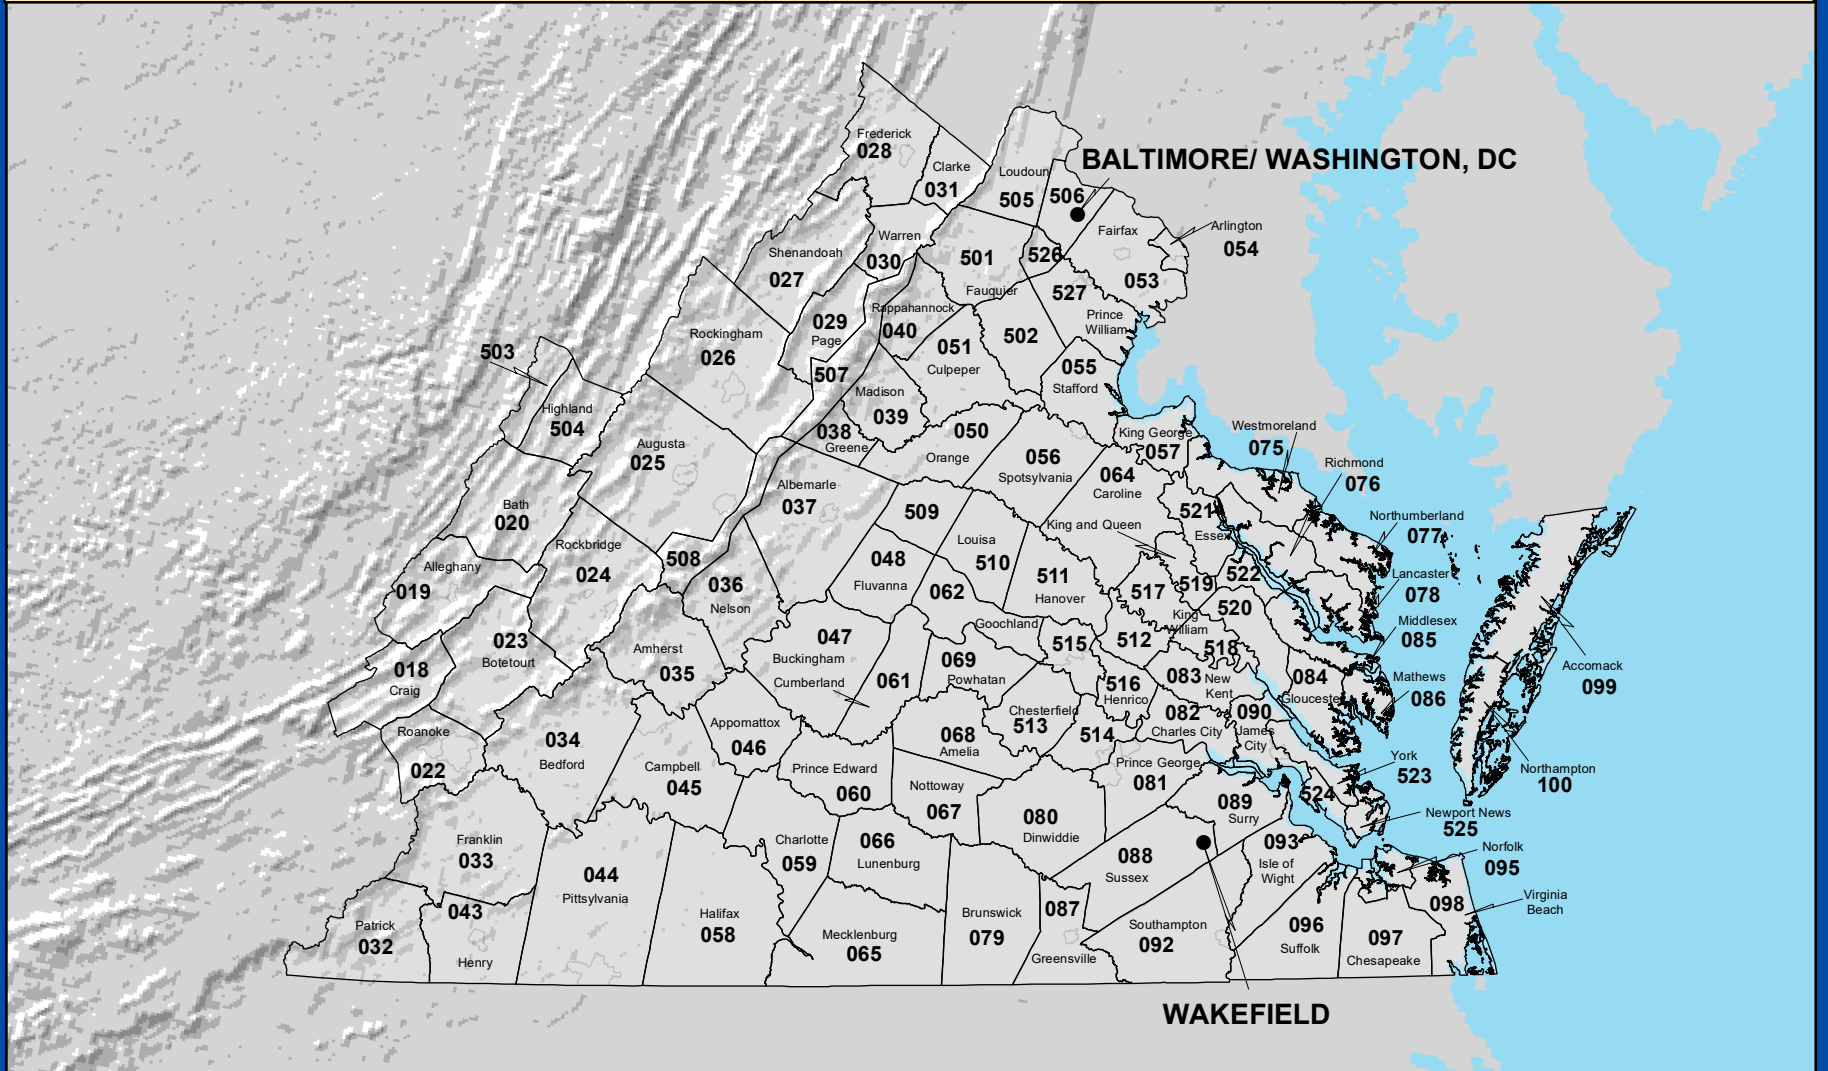 Frederick
028
Clarke
031
Loudoun
505
BALTIMORE/ WASHINGTON, DC
506
Arlington
054
Fairfax
053
Warren
030
501
Fauquier
526
527
Prince
William
Shenandoah
027
Rappahannock
040
029
Page
Rockingham
026
503
051
Culpeper
502
055
Stafford
507
Madison
039
Highland
504
038
Greene
050
Orange
King George
057
Westmoreland
075
Richmond
076
Augusta
025
056
Spotsylvania
064
Caroline
Albemarle
037
Bath
020
509
King and Queen
521
Essex
Northumberland
077
Rockbridge
024
508
Louisa
510
048
Fluvanna
Alleghany
019
036
Nelson
062
511
Hanover
517
519
522
Lancaster
078
520
Goochland
King
William
Middlesex
085
023
Botetourt
047
Buckingham
515
512
518
Amherst
035
018
Craig
Cumberland
061
069
Powhatan
516
Henrico
083
New
Kent
084
Gloucester
Mathews
086
Accomack
099
Roanoke
022
034
Bedford
Appomattox
046
068
Amelia
Chesterfield
513
514
082
Charles City
090
James
City
York
523
Northampton
100
Campbell
045
Prince Edward
060
Nottoway
067
Prince George
081
089
Surry
524
Newport News
525
080
Dinwiddie
Franklin
033
044
Pittsylvania
Charlotte
059
066
Lunenburg
088
Sussex
093
Isle of
Wight
Norfolk
095
098
Virginia
Beach
Patrick
032
043
Henry
Halifax
058
Mecklenburg
065
Brunswick
079
087
Greensville
Southampton
092
096
Suffolk
097
Chesapeake
WAKEFIELD